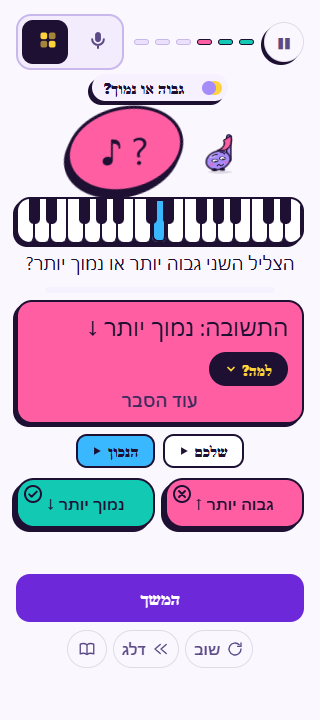 גבוה או נמוך?
♪ ?
הצליל השני גבוה יותר או נמוך יותר?
התשובה: נמוך יותר ↓
למה?
עוד הסבר
שלכם
הנכון
גבוה יותר ↑
נמוך יותר ↓
המשך
שוב
דלג